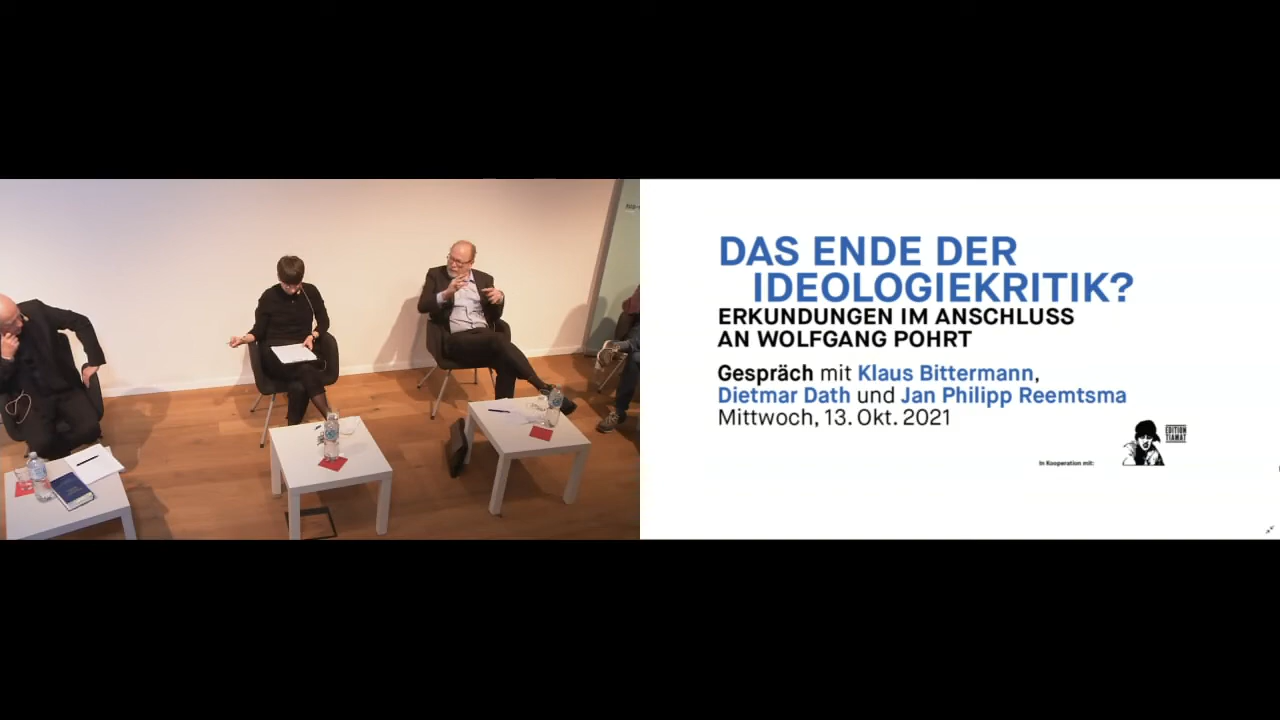 DAS ENDE DER
IDEOLOGIEKRITIK?
ERKUNDUNGEN IM ANSCHLUSS
AN WOLFGANG POHRT
Gespräch mit Klaus Bittermann,
Dietmar Dath und Jan Philipp Reemtsma
Mittwoch, 13. Okt. 2021
In Kooperation mit:
EDITION
TIAMAT